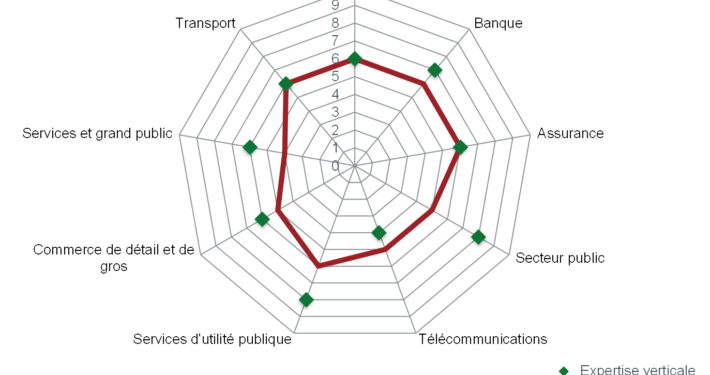 9
Transport
Banque
8
7
6
5
4
3
Services et grand public
Assurance
2
1
0
Commerce de détail et de
gros
Secteur public
Services d'utilité publique
Télécommunications
Expertise verticale